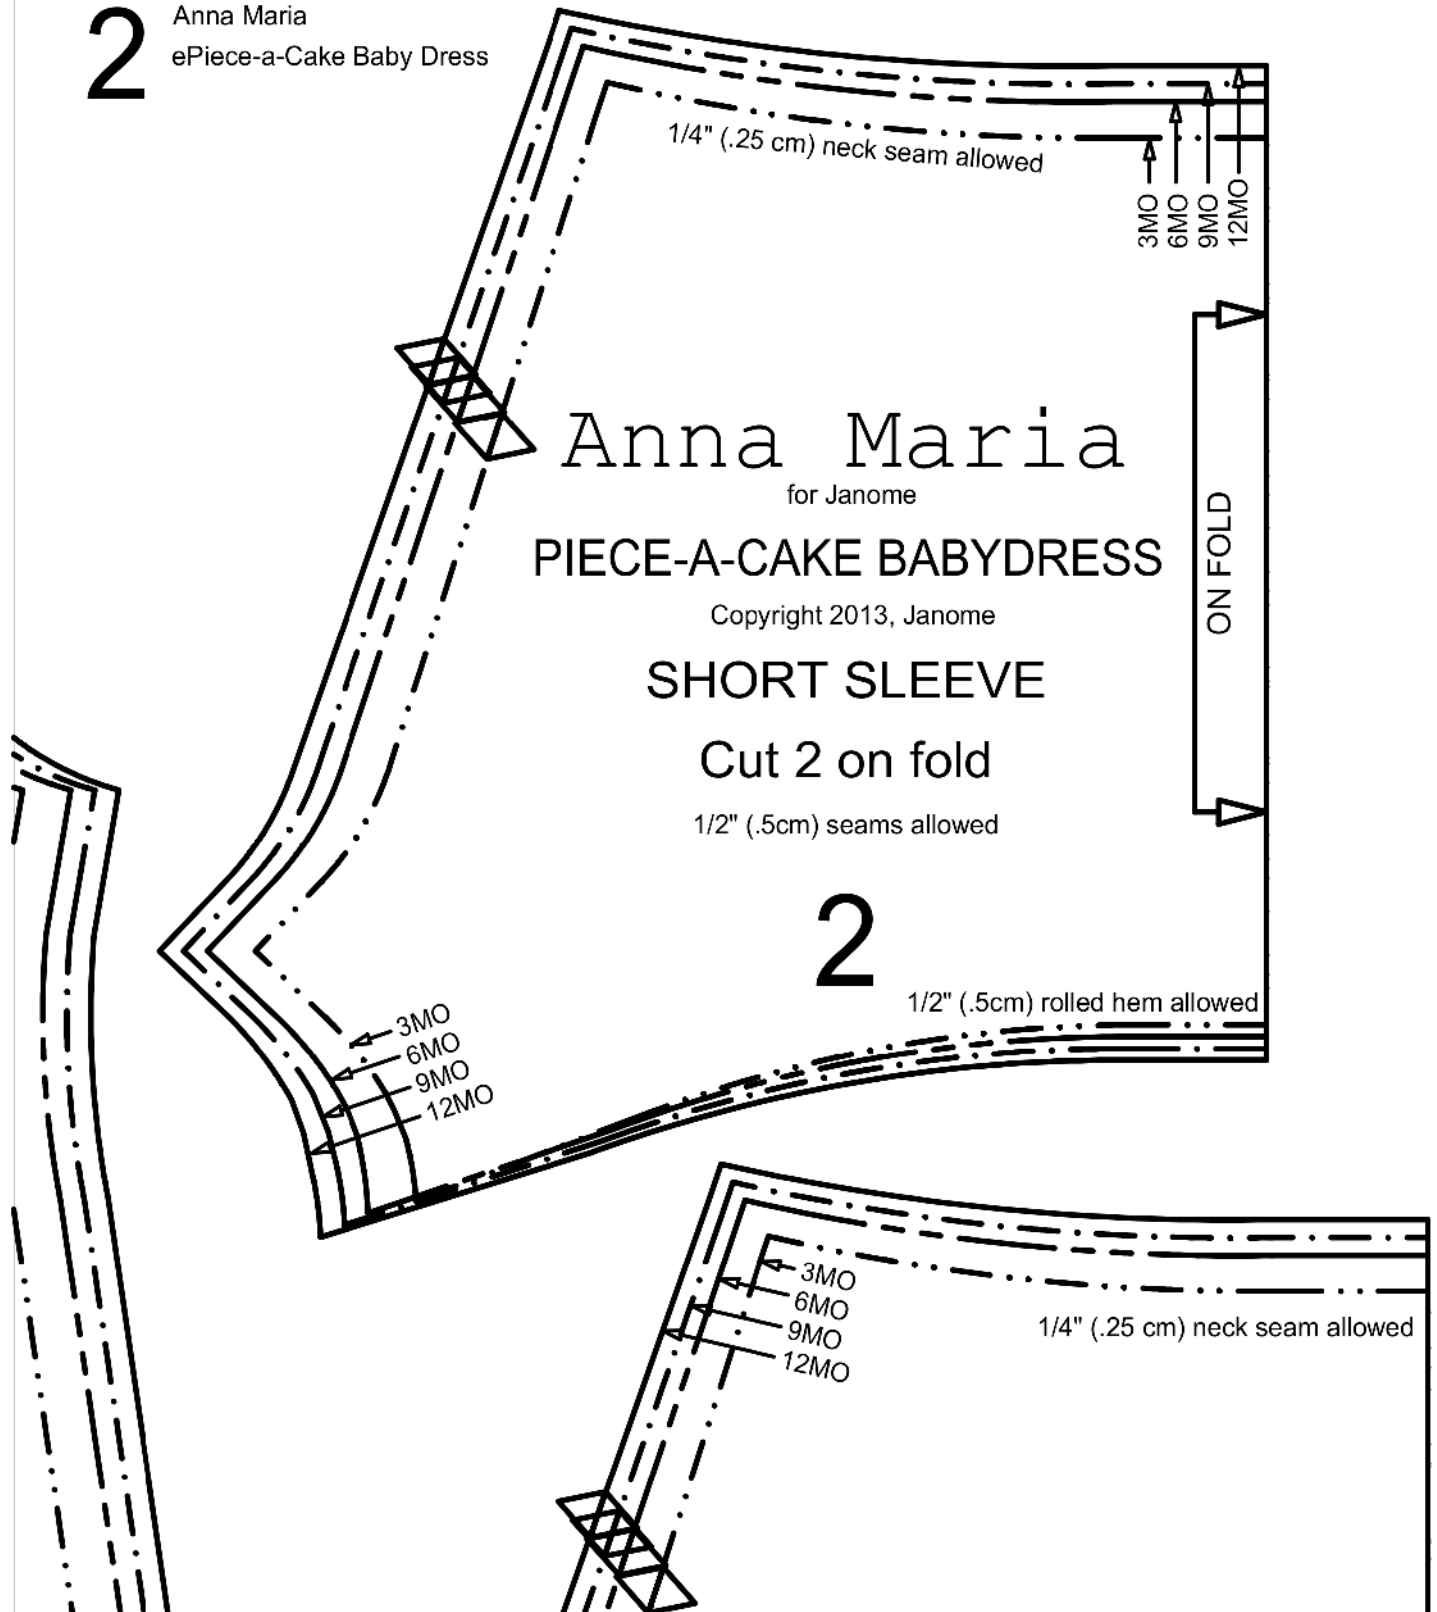 2
Anna Maria
ePiece-a-Cake Baby Dress
1/4" (.25 cm) neck seam allowed
3MO
6MO
9MO
12MO
Anna Maria
for Janome
PIECE-A-CAKE BABYDRESS
Copyright 2013, Janome
SHORT SLEEVE
Cut 2 on fold
1/2" (.5cm) seams allowed
ON FOLD
2
1/2" (.5cm) rolled hem allowed
3MO
6MO
9MO
12MO
3MO
6MO
9MO
12MO
1/4" (.25 cm) neck seam allowed